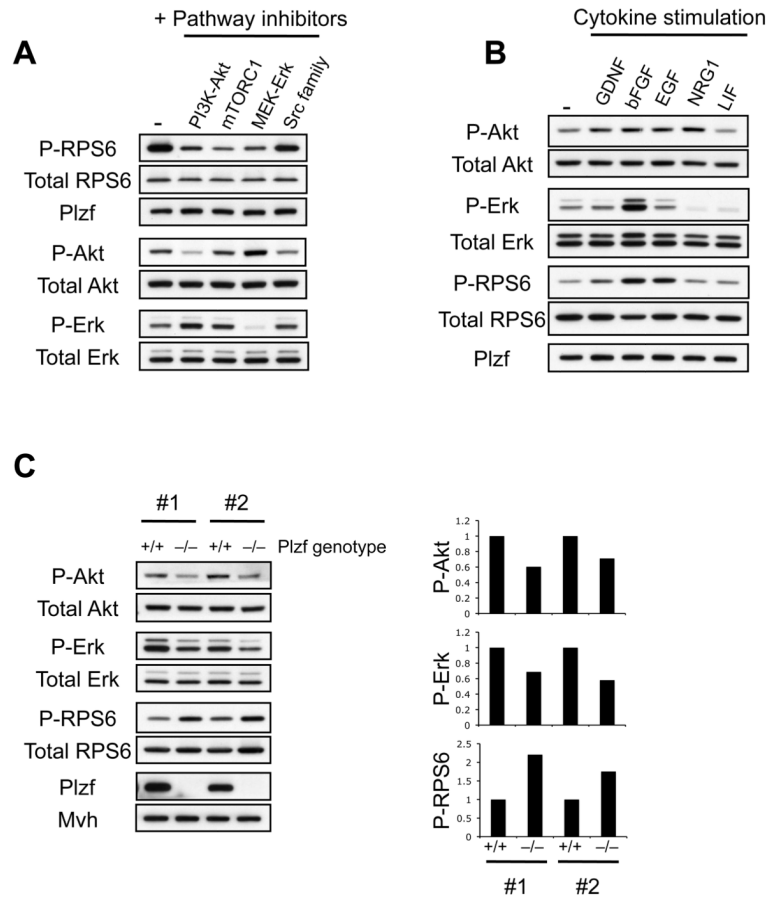 A
+ Pathway inhibitors
– PI3K-Akt mTORC1 MEK-Erk Src family
P-RPS6
Total RPS6
Plzf
P-Akt
Total Akt
P-Erk
Total Erk
B
Cytokine stimulation
– GDNF bFGF EGF NRG1 LIF
P-Akt
Total Akt
P-Erk
Total Erk
P-RPS6
Total RPS6
Plzf
C
#1 #2
+/+ –/– +/+ –/– Plzf genotype
P-Akt
Total Akt
P-Erk
Total Erk
P-RPS6
Total RPS6
Plzf
Mvh
P-Akt
1.2
1
0.8
0.6
0.4
0.2
0
P-Erk
1.2
1
0.8
0.6
0.4
0.2
0
P-RPS6
2.5
2
1.5
1
0.5
0
+/+ –/– +/+ –/–
#1 #2